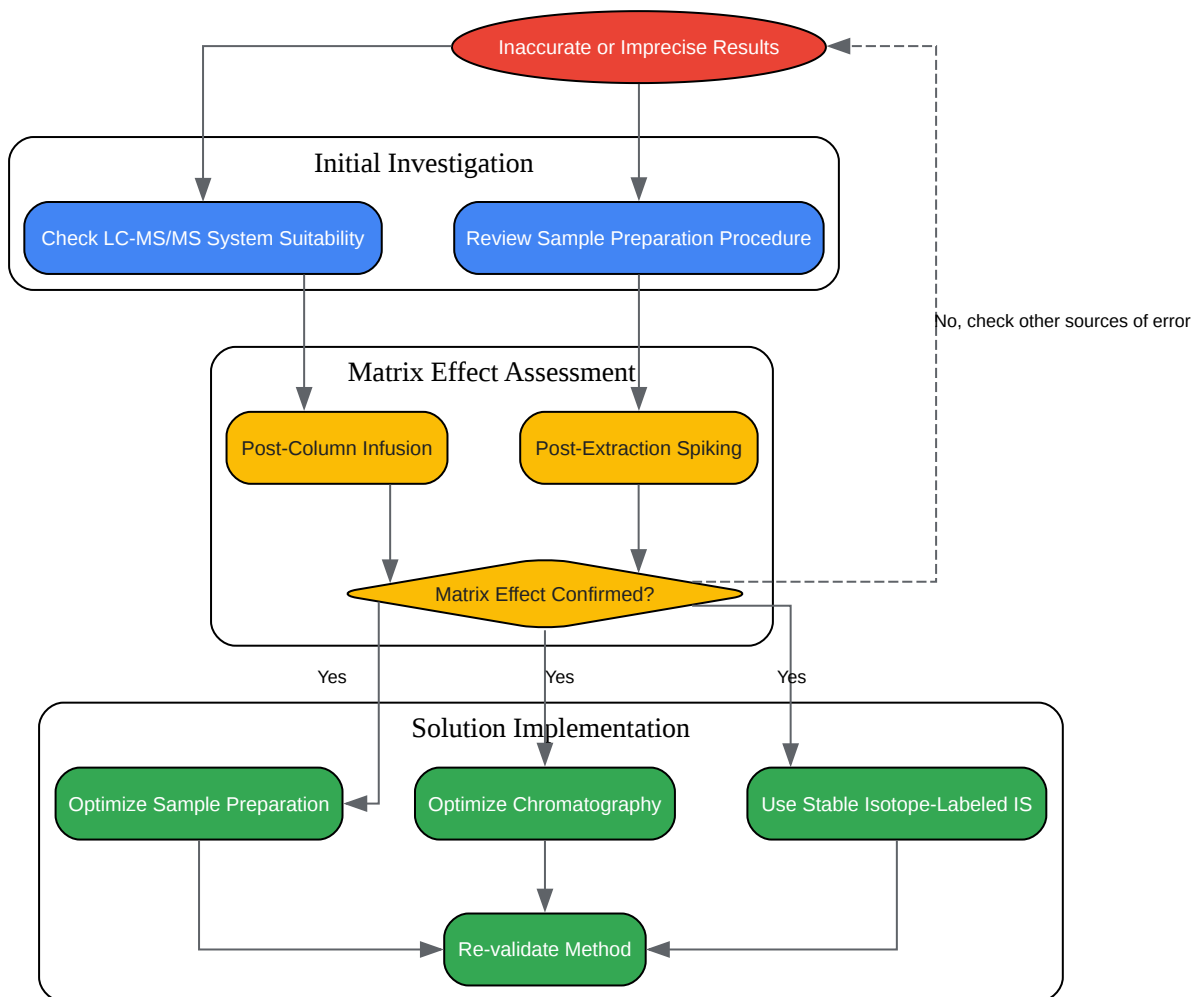 Inaccurate or Imprecise Results
Initial Investigation
Check LC-MS/MS System Suitability
Review Sample Preparation Procedure
No, check other sources of error
Matrix Effect Assessment
Post-Column Infusion
Post-Extraction Spiking
Matrix Effect Confirmed?
Yes
Yes
Yes
Solution Implementation
Optimize Sample Preparation
Optimize Chromatography
Use Stable Isotope-Labeled IS
Re-validate Method